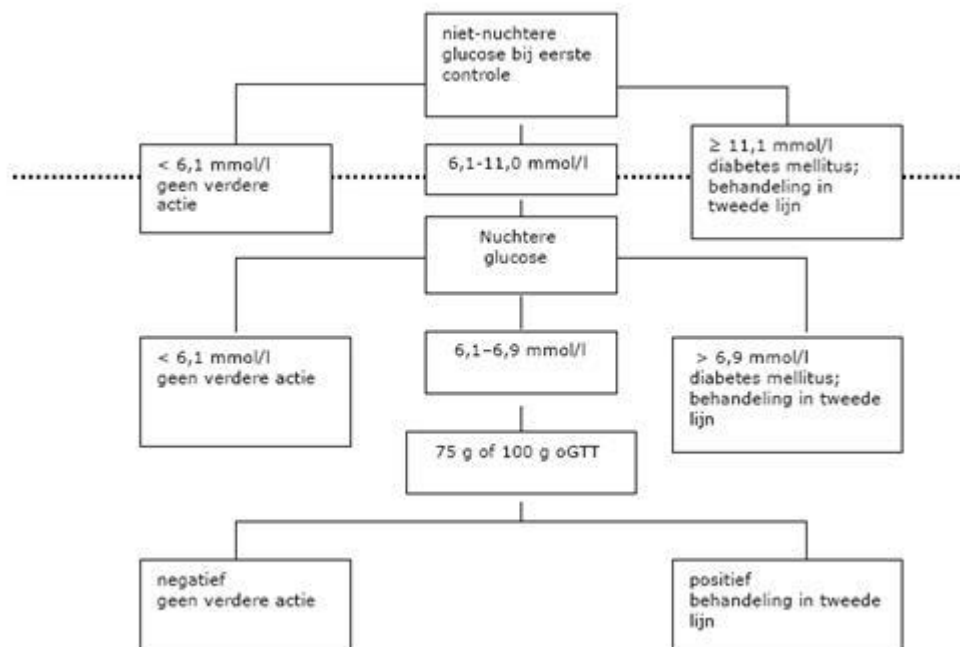 niet-nuchtere
glucose bij eerste
controle
< 6,1 mmol/l
geen verdere
actie
6,1-11,0 mmol/l
≥ 11,1 mmol/l
diabetes mellitus;
behandeling in
tweede lijn
Nuchtere
glucose
< 6,1 mmol/l
geen verdere actie
6,1–6,9 mmol/l
> 6,9 mmol/l
diabetes mellitus;
behandeling in tweede
lijn
75 g of 100 g oGTT
negatief
geen verdere actie
positief
behandeling in tweede
lijn